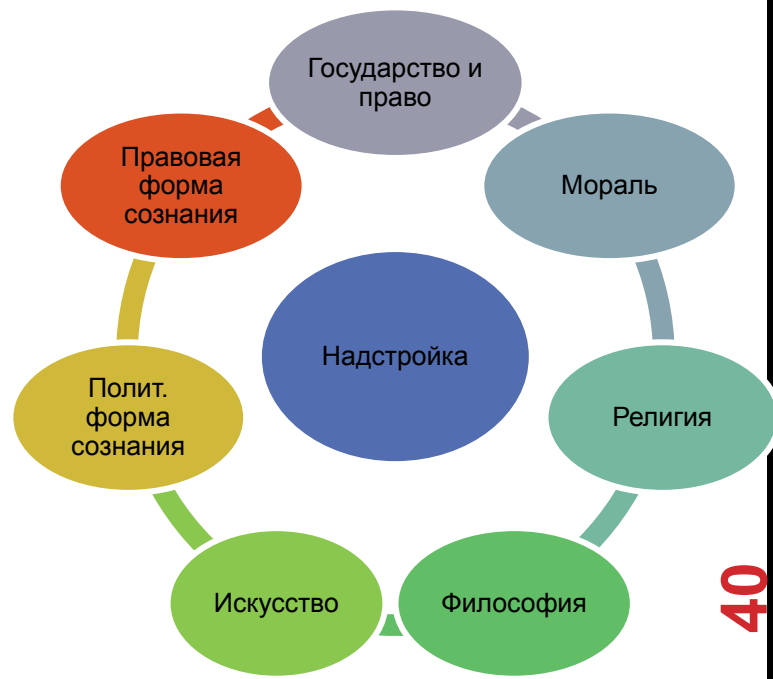 Государство и
право
Правовая
форма
сознания
Мораль
Надстройка
Полит.
форма
сознания
Религия
Искусство
Философия
40